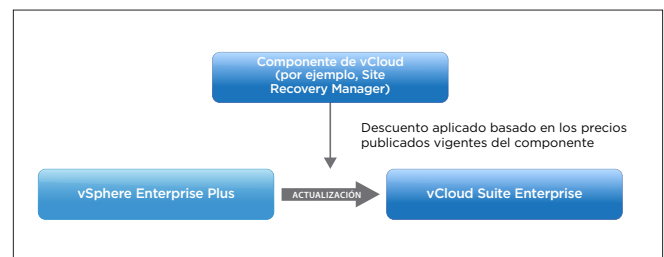 Componente de vCloud
(por ejemplo, Site
Recovery Manager)
Descuento aplicado basado en los precios
publicados vigentes del componente
vSphere Enterprise Plus
ACTUALIZACIÓN
vCloud Suite Enterprise